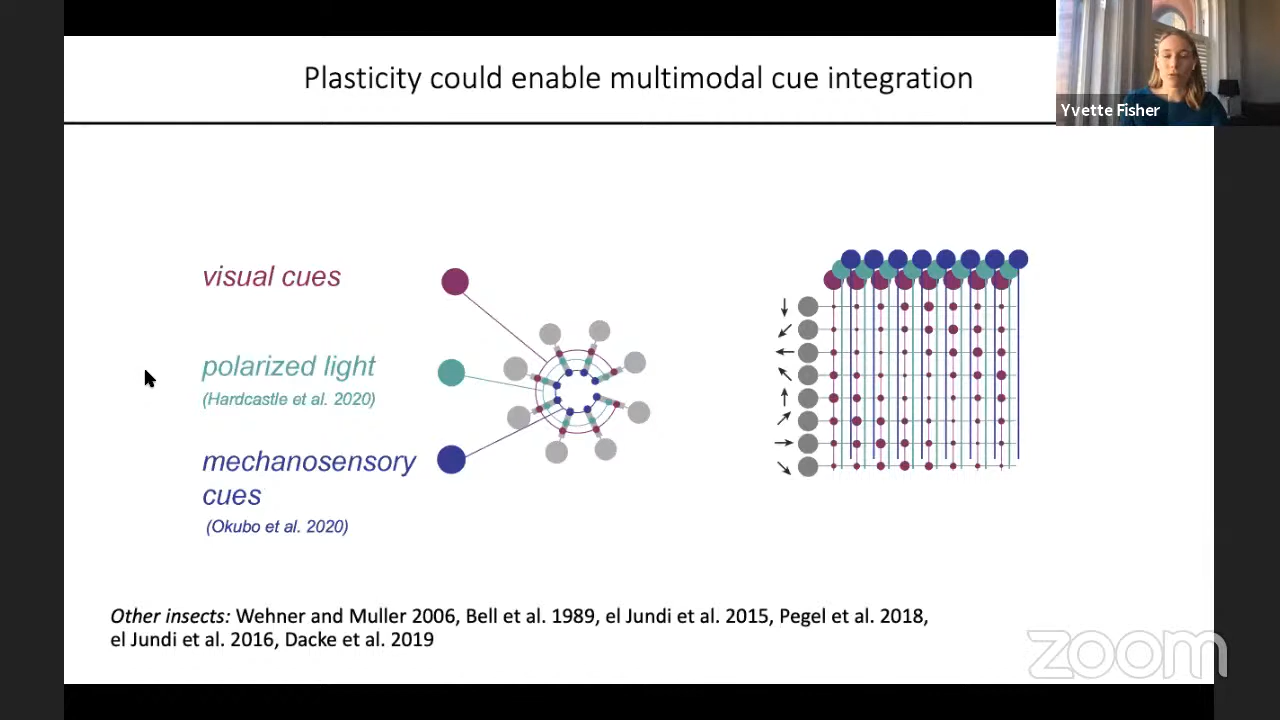 Plasticity could enable multimodal cue integration
Yvette Fisher
visual cues
polarized light
(Hardcastle et al. 2020)
mechanosensory
cues
(Okubo et al. 2020)
Other insects: Wehner and Muller 2006, Bell et al. 1989, el Jundi et al. 2015, Pegel et al. 2018,
el Jundi et al. 2016, Dacke et al. 2019
zoom